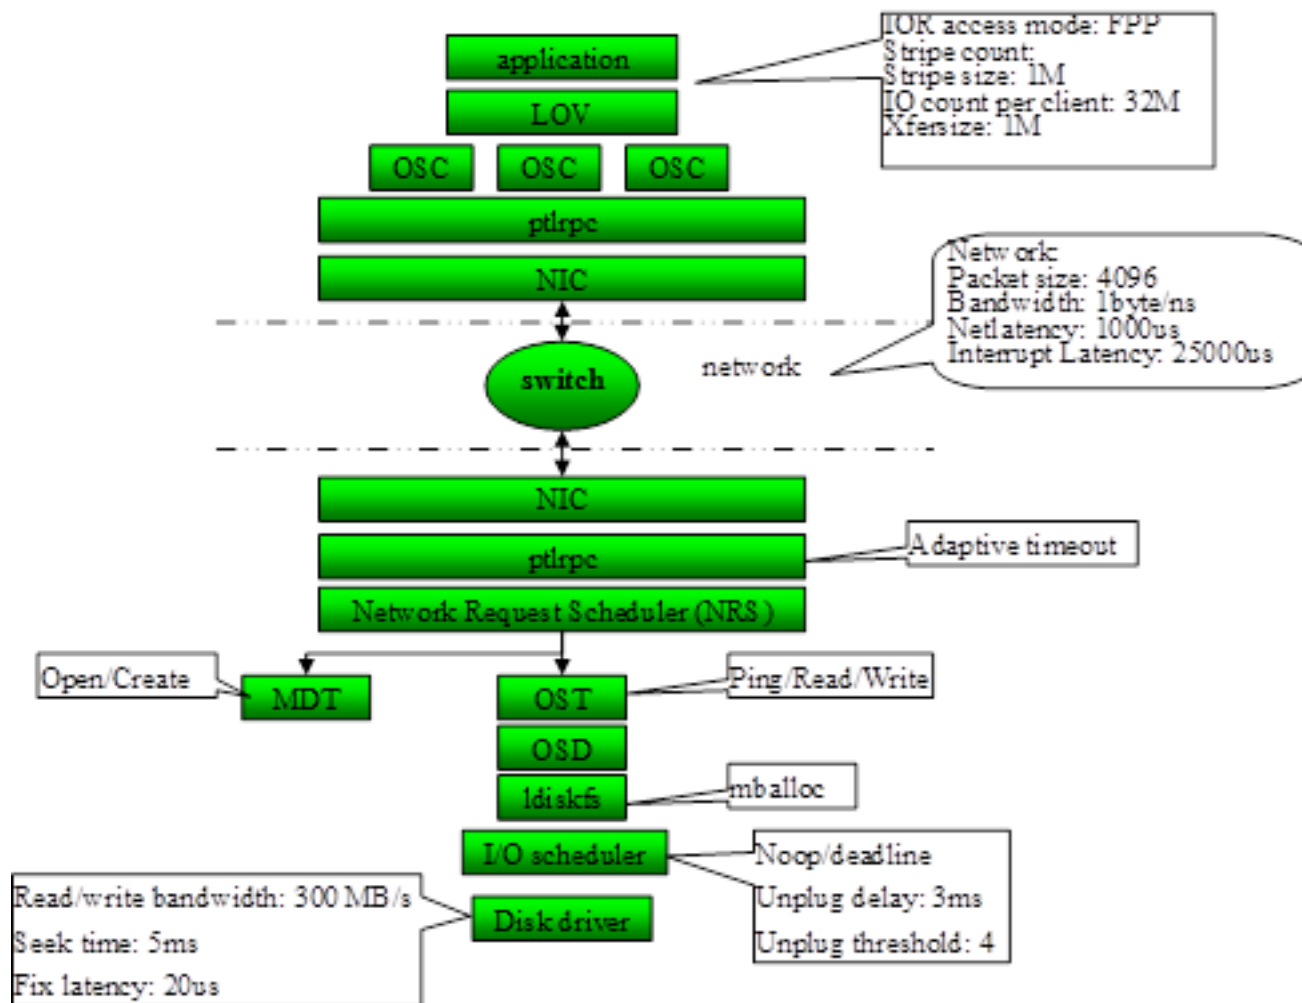 application
IOR access mode: FPP
Stripe count:
Stripe size: 1M
IO count per client: 32M
Xfersize: 1M
LOV
OSC OSC OSC
ptlrpc
NIC
Network:
Packet size: 4096
Bandwidth: 1byte/ns
Netlatency: 1000us
Interrupt Latency: 25000us
switch
network
NIC
ptlrpc
Adaptive timeout
Network Request Scheduler (NRS)
Open/Create
MDT
OST
Ping/Read/Write
OSD
ldiskfs
mballoc
I/O scheduler
Noop/deadline
Unplug delay: 3ms
Unplug threshold: 4
Read/write bandwidth: 300 MB/s
Seek time: 5ms
Fix latency: 20us
Disk driver